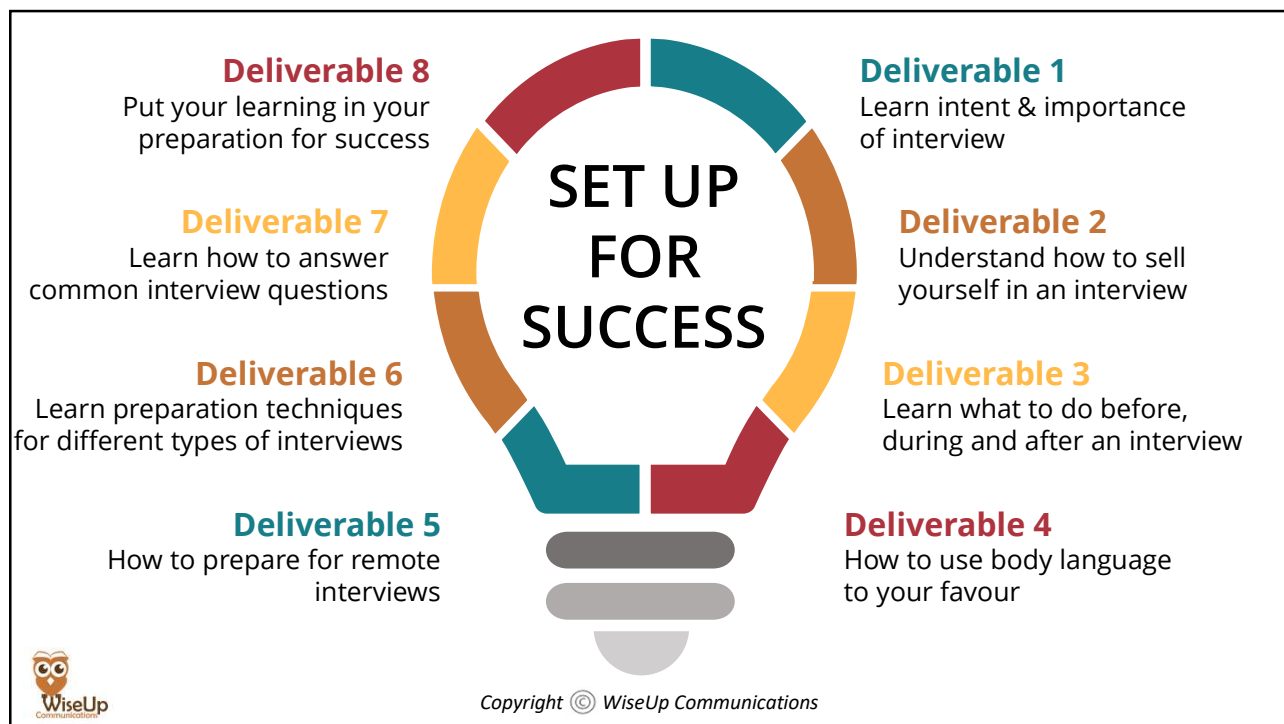 SET UP
FOR
SUCCESS
Deliverable 1
Learn intent & importance
of interview
Deliverable 2
Understand how to sell
yourself in an interview
Deliverable 3
Learn what to do before,
during and after an interview
Deliverable 4
How to use body language
to your favour
Deliverable 5
How to prepare for remote
interviews
Deliverable 6
Learn preparation techniques
for different types of interviews
Deliverable 7
Learn how to answer
common interview questions
Deliverable 8
Put your learning in your
preparation for success
WiseUp
Communications
Copyright © WiseUp Communications